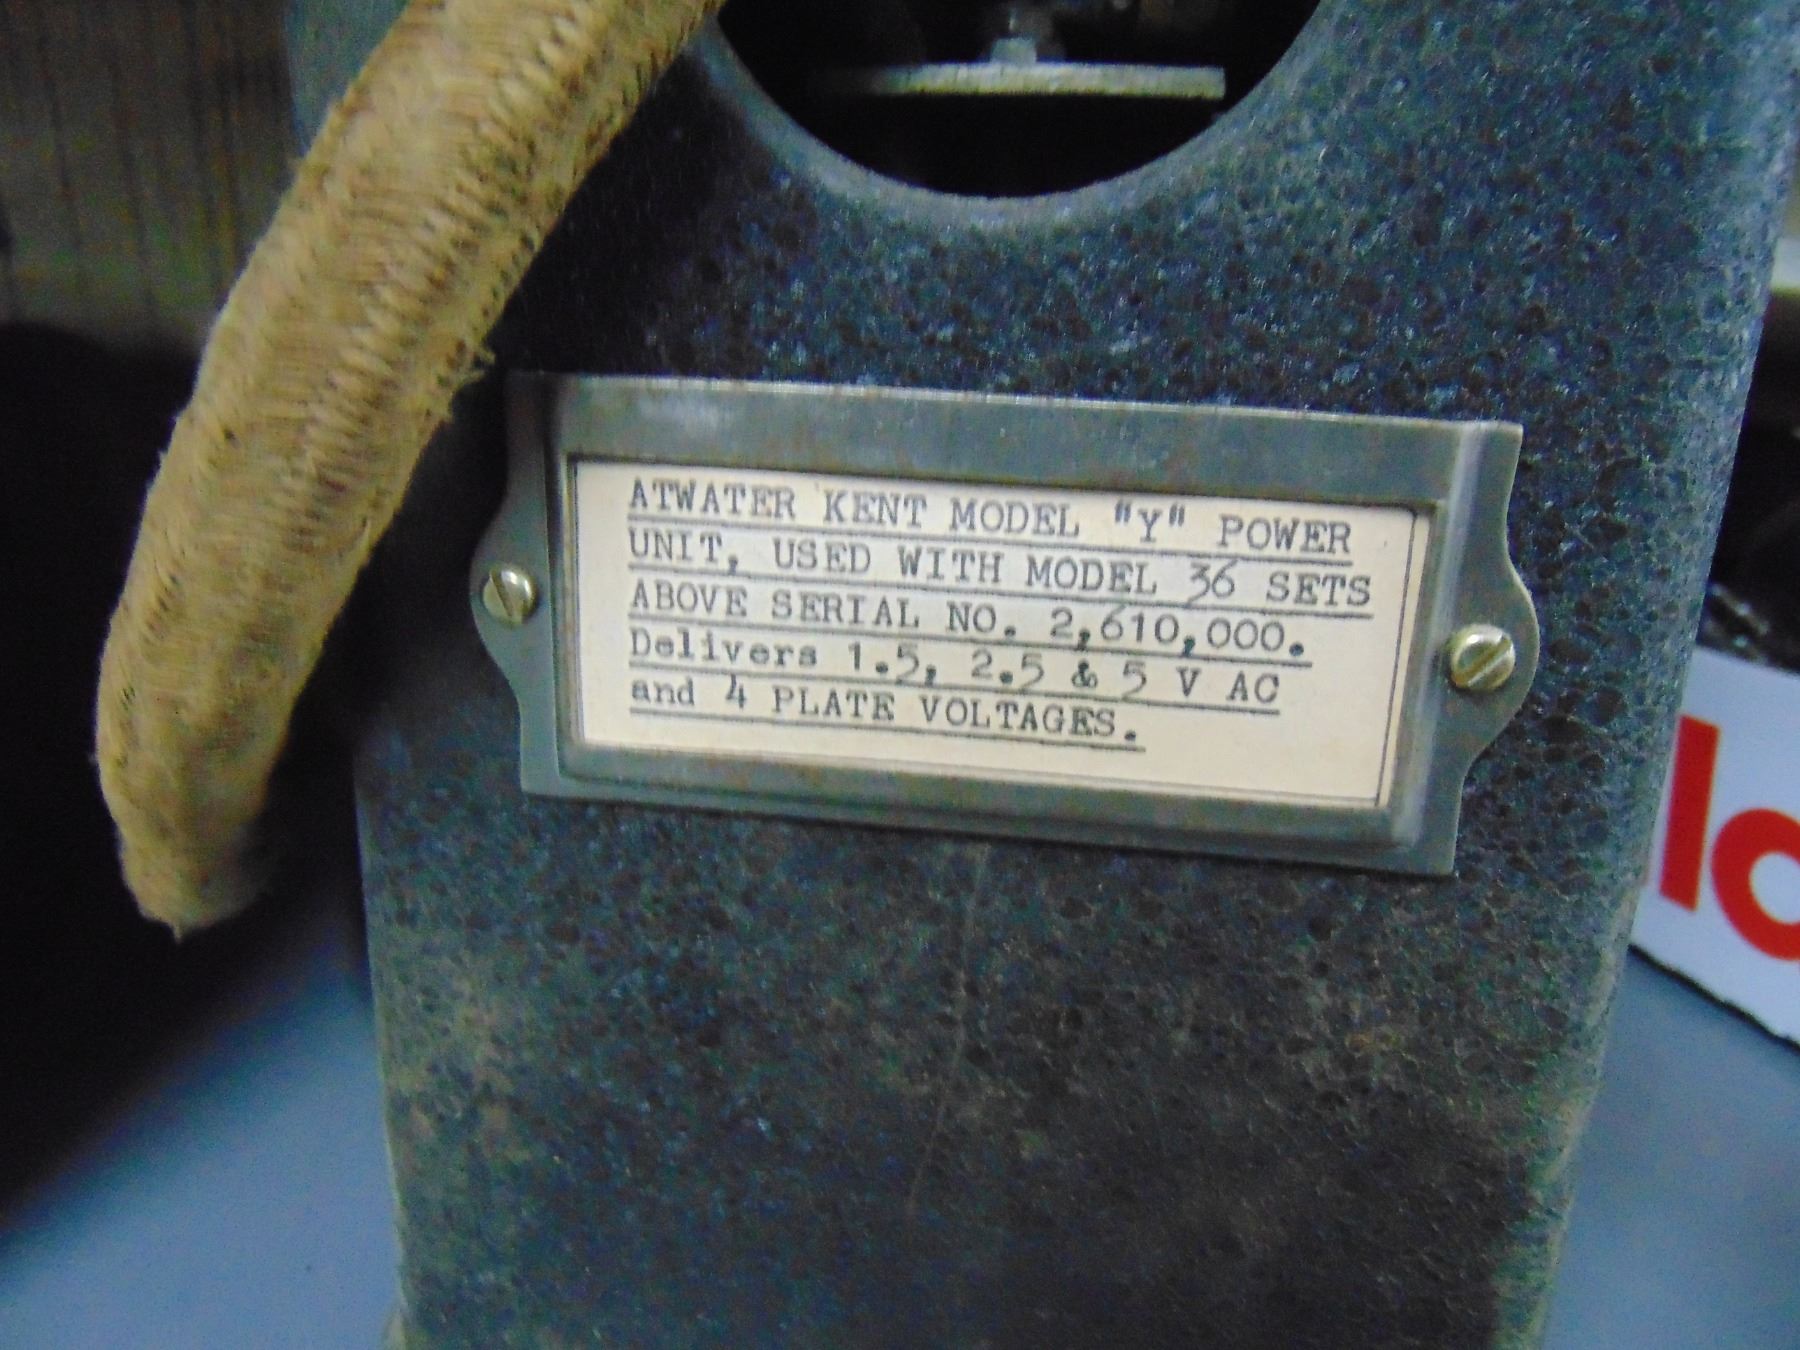 ATWATER KENT MODEL "Y" POWER
UNIT, USED WITH MODEL 36 SETS
ABOVE SERIAL NO. 2,610,000.
Delivers 1.5, 2.5 & 5 V AC
and 4 PLATE VOLTAGES.